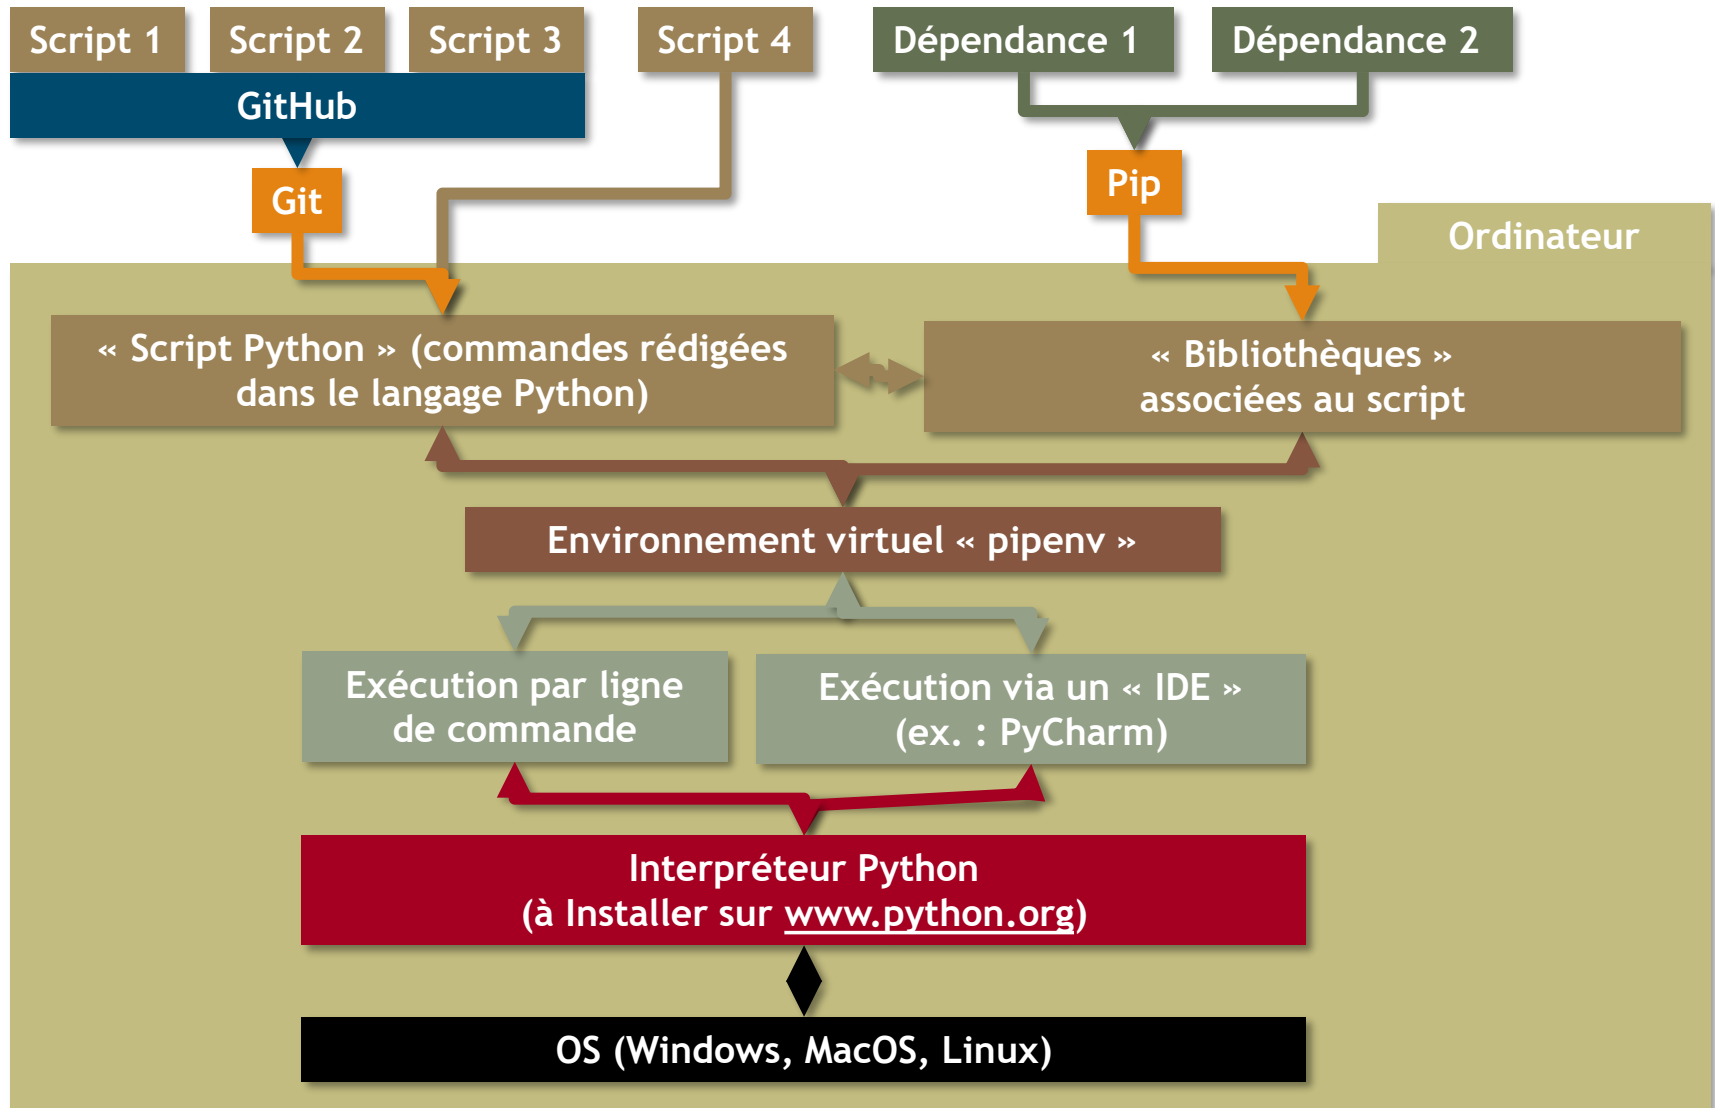 Script 1
Script 2
Script 3
Script 4
Dépendance 1
Dépendance 2
GitHub
Git
Pip
Ordinateur
« Script Python » (commandes rédigées
dans le langage Python)
« Bibliothèques »
associées au script
Environnement virtuel « pipenv »
Exécution par ligne
de commande
Exécution via un « IDE »
(ex. : PyCharm)
Interpréteur Python
(à Installer sur www.python.org)
OS (Windows, MacOS, Linux)